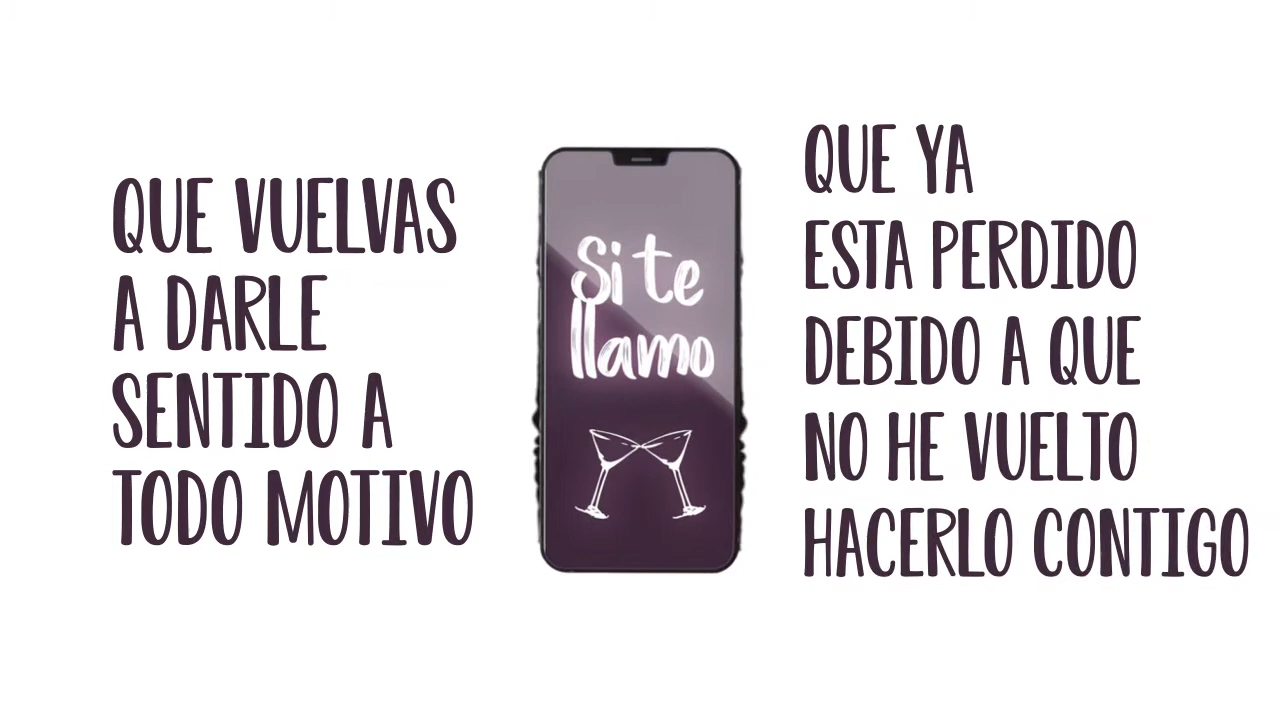 QUE VUELVAS
A DARLE
SENTIDO A
TODO MOTIVO
Si te
llamo
QUE YA
ESTA PERDIDO
DEBIDO A QUE
NO HE VUELTO
HACERLO CONTIGO